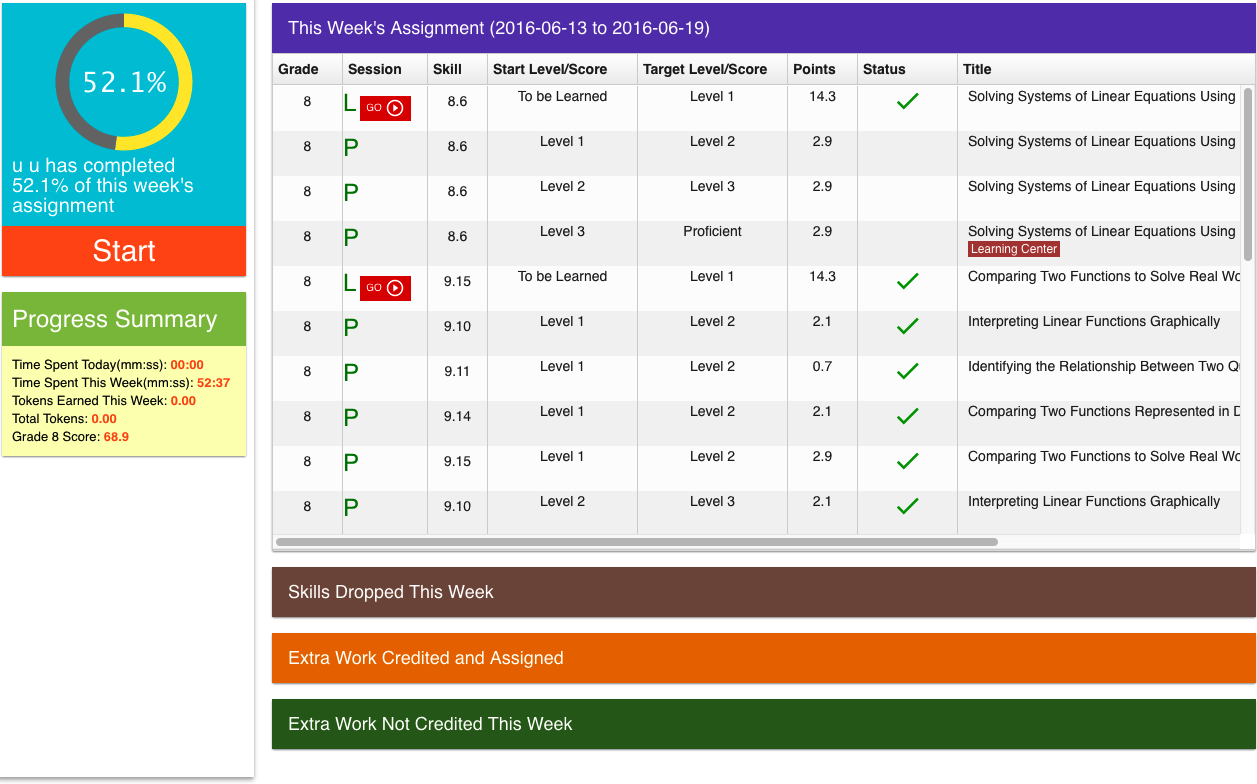 52.1%
u u has completed
52.1% of this week's
assignment
Start
Progress Summary
Time Spent Today(mm:ss): 00:00
Time Spent This Week(mm:ss): 52:37
Tokens Earned This Week: 0.00
Total Tokens: 0.00
Grade 8 Score: 68.9
This Week's Assignment (2016-06-13 to 2016-06-19)
Grade Session Skill Start Level/Score Target Level/Score Points Status Title
8 L GO 8.6 To be Learned Level 1 14.3 Solving Systems of Linear Equations Using
8 P 8.6 Level 1 Level 2 2.9 Solving Systems of Linear Equations Using
8 P 8.6 Level 2 Level 3 2.9 Solving Systems of Linear Equations Using
8 P 8.6 Level 3 Proficient 2.9 Solving Systems of Linear Equations Using
Learning Center
8 L GO 9.15 To be Learned Level 1 14.3 Comparing Two Functions to Solve Real Wo
8 P 9.10 Level 1 Level 2 2.1 Interpreting Linear Functions Graphically
8 P 9.11 Level 1 Level 2 0.7 Identifying the Relationship Between Two Q
8 P 9.14 Level 1 Level 2 2.1 Comparing Two Functions Represented in D
8 P 9.15 Level 1 Level 2 2.9 Comparing Two Functions to Solve Real Wo
8 P 9.10 Level 2 Level 3 2.1 Interpreting Linear Functions Graphically
Skills Dropped This Week
Extra Work Credited and Assigned
Extra Work Not Credited This Week